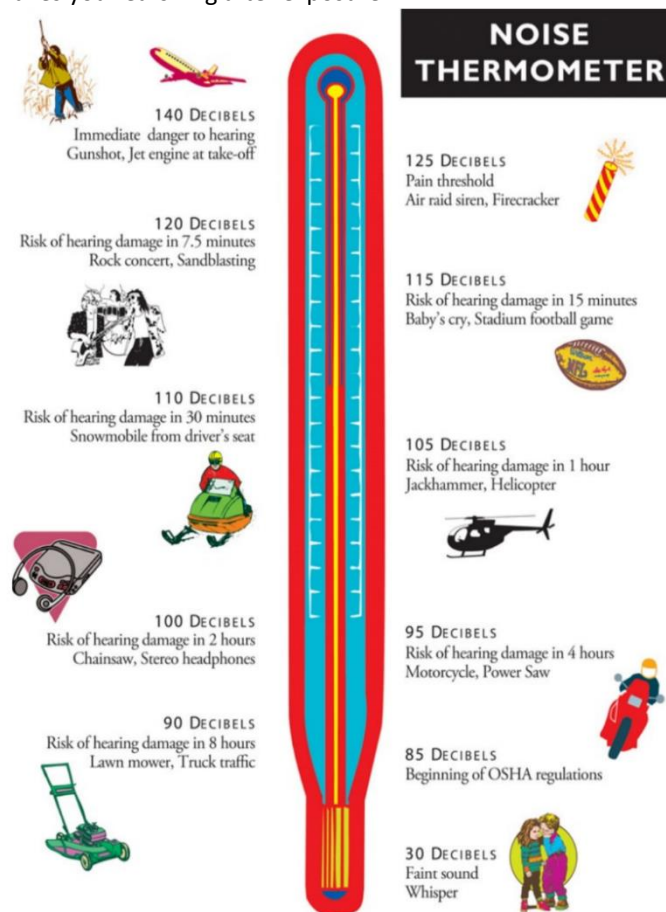 NOISE
THERMOMETER
140 DECIBELS
Immediate danger to hearing
Gunshot, Jet engine at take-off
125 DECIBELS
Pain threshold
Air raid siren, Firecracker
120 DECIBELS
Risk of hearing damage in 7.5 minutes
Rock concert, Sandblasting
115 DECIBELS
Risk of hearing damage in 15 minutes
Baby's cry, Stadium football game
NFL
110 DECIBELS
Risk of hearing damage in 30 minutes
Snowmobile from driver's seat
105 DECIBELS
Risk of hearing damage in 1 hour
Jackhammer, Helicopter
100 DECIBELS
Risk of hearing damage in 2 hours
Chainsaw, Stereo headphones
95 DECIBELS
Risk of hearing damage in 4 hours
Motorcycle, Power Saw
90 DECIBELS
Risk of hearing damage in 8 hours
Lawn mower, Truck traffic
85 DECIBELS
Beginning of OSHA regulations
30 DECIBELS
Faint sound
Whisper